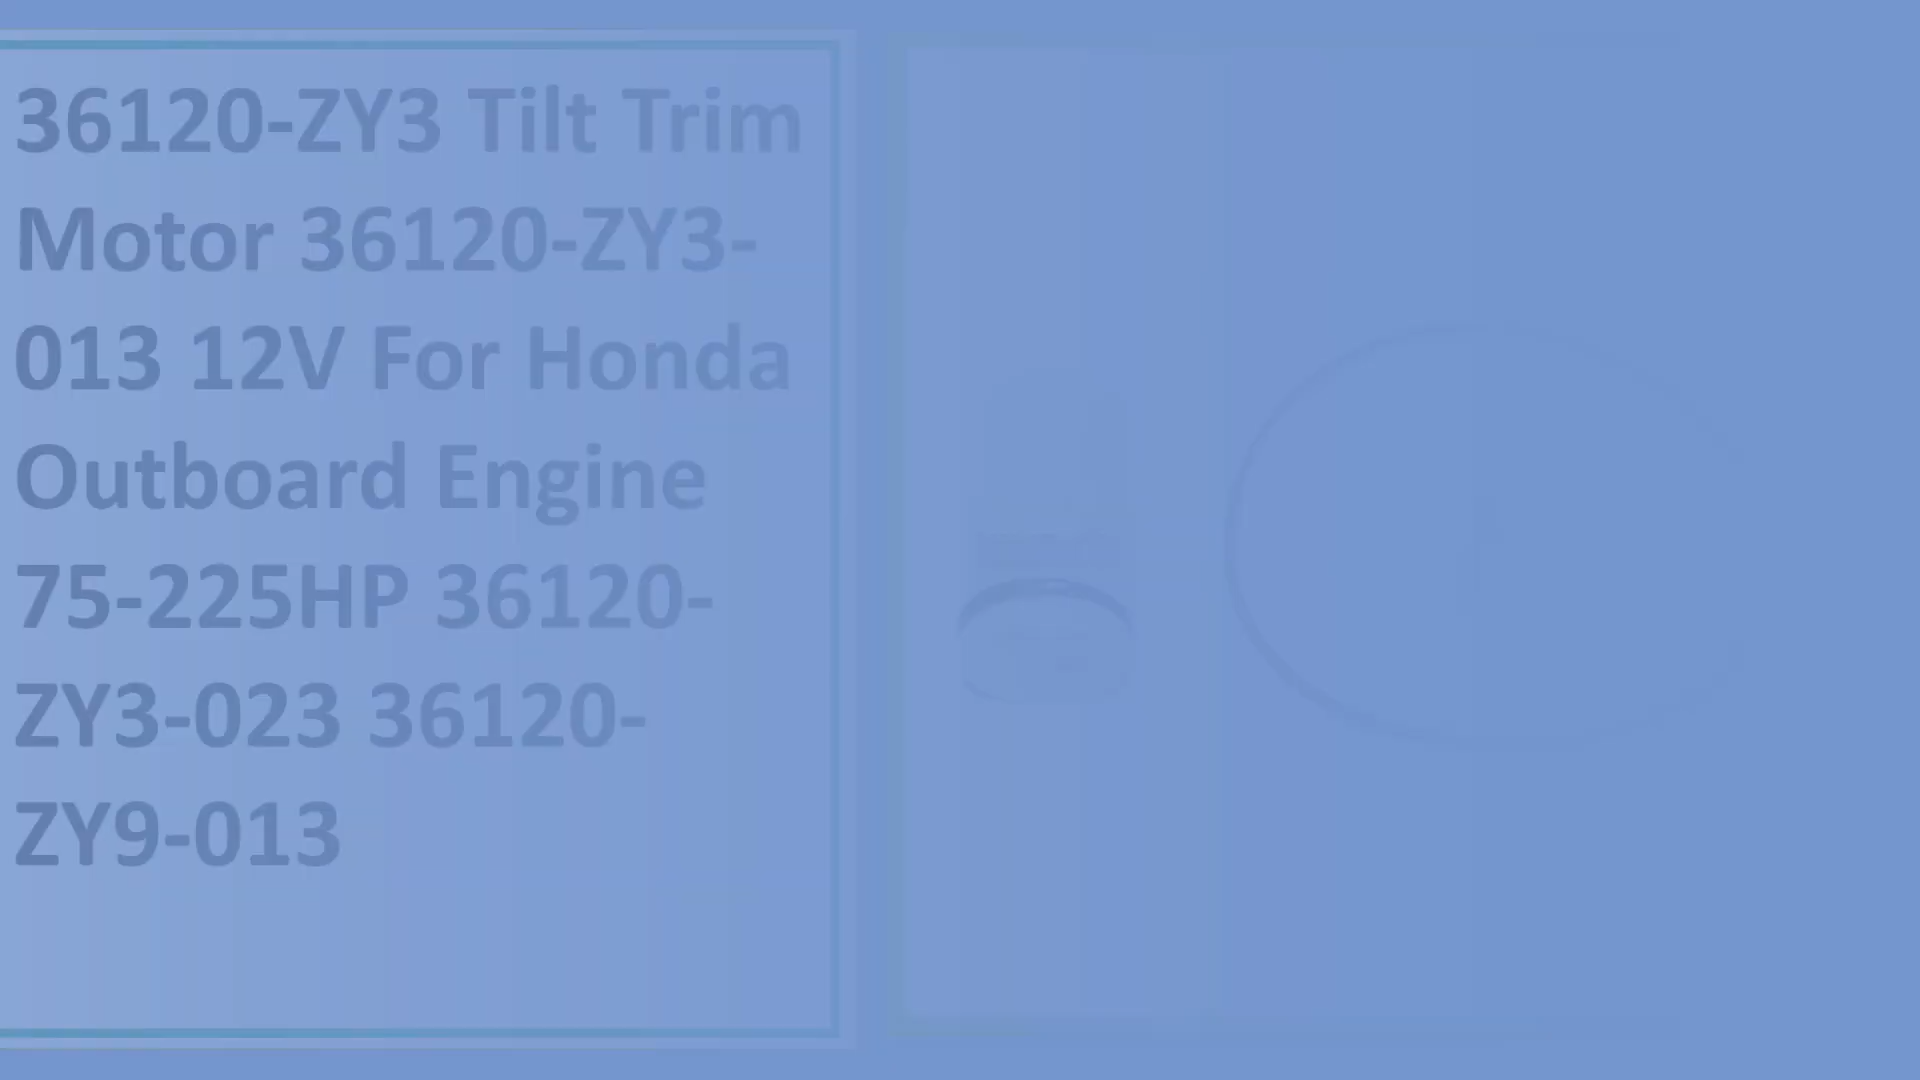 36120-ZY3 Tilt Trim
Motor 36120-ZY3-
013 12V For Honda
Outboard Engine
75-225HP 36120-
ZY3-023 36120-
ZY9-013